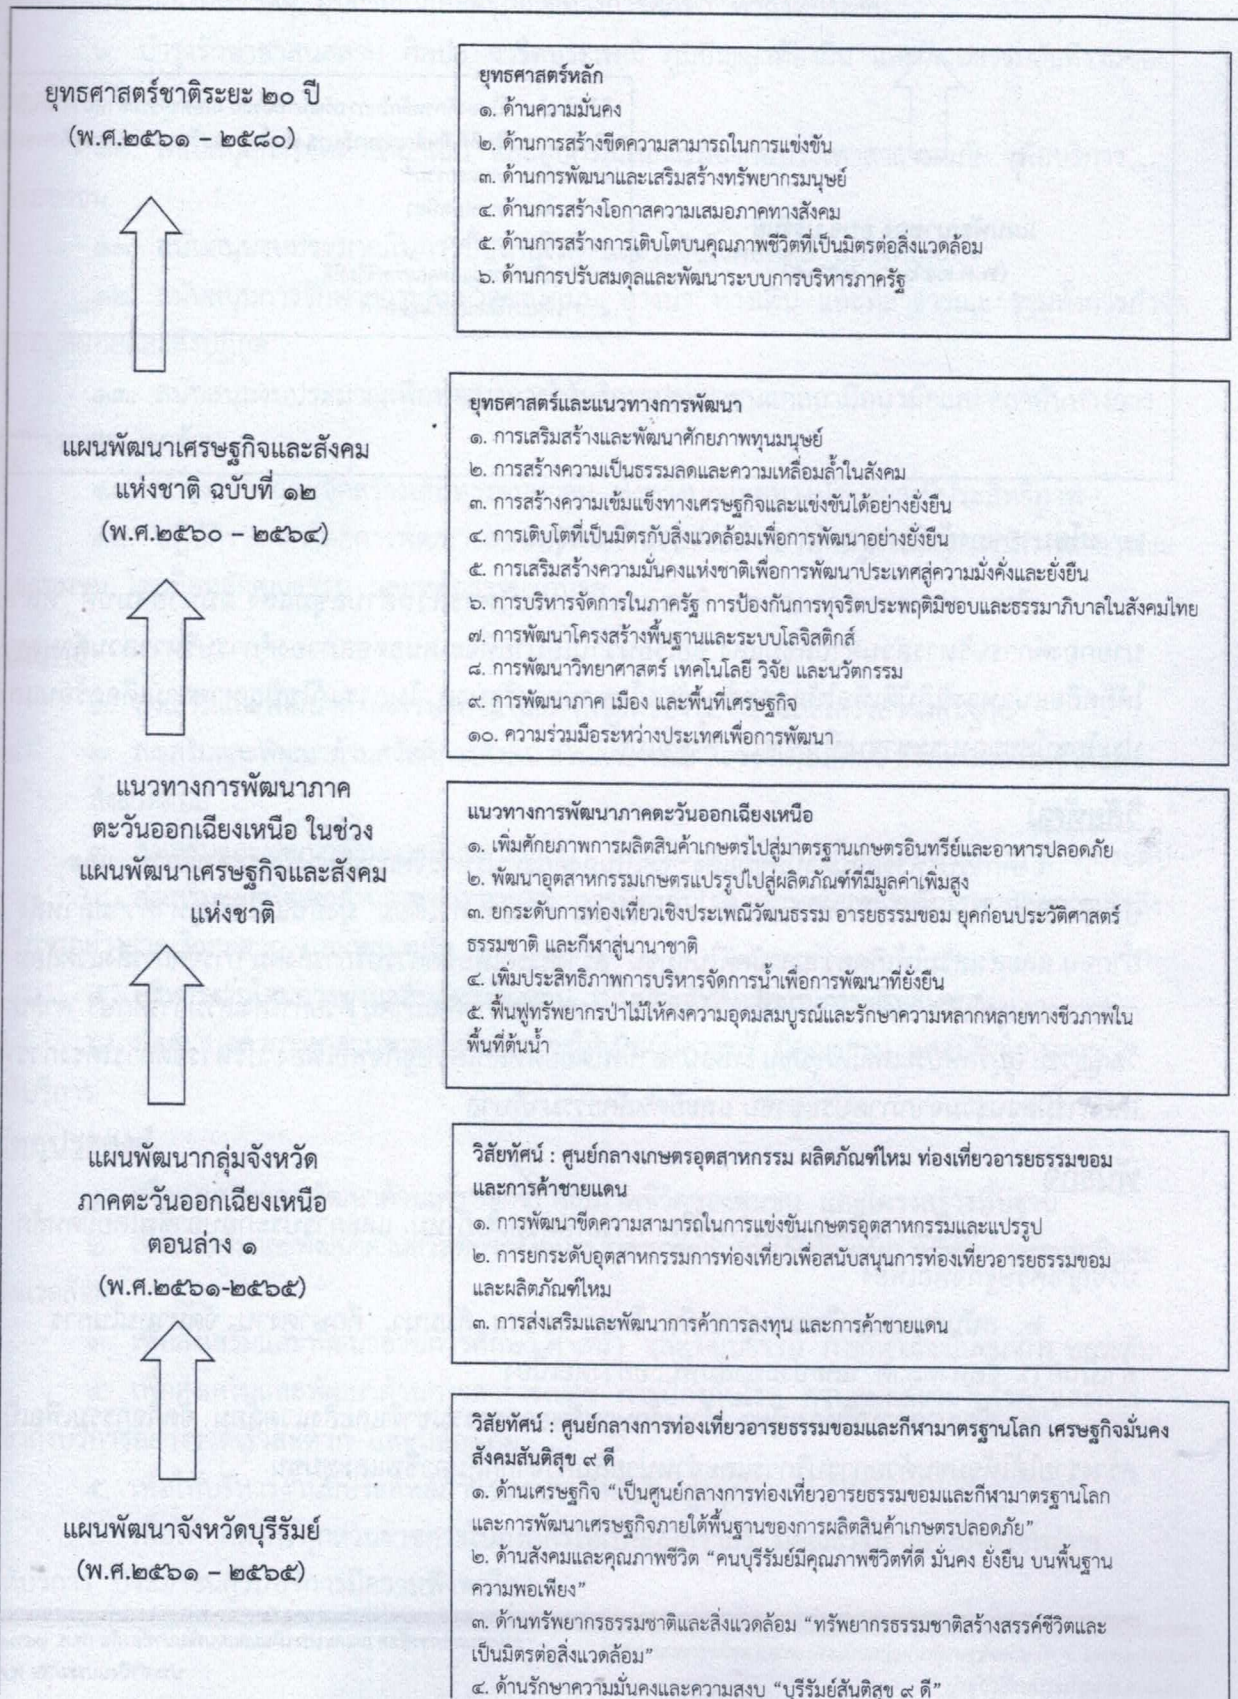 ยุทธศาสตร์ชาติระยะ ๒๐ ปี
(พ.ศ.๒๕๖๑ – ๒๕๘๐)
ยุทธศาสตร์หลัก
๑. ด้านความมั่นคง
๒. ด้านการสร้างขีดความสามารถในการแข่งขัน
๓. ด้านการพัฒนาและเสริมสร้างทรัพยากรมนุษย์
๔. ด้านการสร้างโอกาสความเสมอภาคทางสังคม
๕. ด้านการสร้างการเติบโตบนคุณภาพชีวิตที่เป็นมิตรต่อสิ่งแวดล้อม
๖. ด้านการปรับสมดุลและพัฒนาระบบการบริหารภาครัฐ
แผนพัฒนาเศรษฐกิจและสังคม
แห่งชาติ ฉบับที่ ๑๒
(พ.ศ.๒๕๖๐ – ๒๕๖๔)
ยุทธศาสตร์และแนวทางการพัฒนา
๑. การเสริมสร้างและพัฒนาศักยภาพทุนมนุษย์
๒. การสร้างความเป็นธรรมลดและความเหลื่อมล้ำในสังคม
๓. การสร้างความเข้มแข็งทางเศรษฐกิจและแข่งขันได้อย่างยั่งยืน
๔. การเติบโตที่เป็นมิตรกับสิ่งแวดล้อมเพื่อการพัฒนาอย่างยั่งยืน
๕. การเสริมสร้างความมั่นคงแห่งชาติเพื่อการพัฒนาประเทศสู่ความมั่งคั่งและยั่งยืน
๖. การบริหารจัดการในภาครัฐ การป้องกันการทุจริตประพฤติมิชอบและธรรมาภิบาลในสังคมไทย
๗. การพัฒนาโครงสร้างพื้นฐานและระบบโลจิสติกส์
๘. การพัฒนาวิทยาศาสตร์ เทคโนโลยี วิจัย และนวัตกรรม
๙. การพัฒนาภาค เมือง และพื้นที่เศรษฐกิจ
๑๐. ความร่วมมือระหว่างประเทศเพื่อการพัฒนา
แนวทางการพัฒนาภาค
ตะวันออกเฉียงเหนือ ในช่วง
แผนพัฒนาเศรษฐกิจและสังคม
แห่งชาติ
แนวทางการพัฒนาภาคตะวันออกเฉียงเหนือ
๑. เพิ่มศักยภาพการผลิตสินค้าเกษตรไปสู่มาตรฐานเกษตรอินทรีย์และอาหารปลอดภัย
๒. พัฒนาอุตสาหกรรมเกษตรแปรรูปไปสู่ผลิตภัณฑ์ที่มีมูลค่าเพิ่มสูง
๓. ยกระดับการท่องเที่ยวเชิงประเพณีวัฒนธรรม อารยธรรมขอม ยุคก่อนประวัติศาสตร์
ธรรมชาติ และกีฬาสู่นานาชาติ
๔. เพิ่มประสิทธิภาพการบริหารจัดการน้ำเพื่อการพัฒนาที่ยั่งยืน
๕. ฟื้นฟูทรัพยากรป่าไม้ให้คงความอุดมสมบูรณ์และรักษาความหลากหลายทางชีวภาพใน
พื้นที่ต้นน้ำ
แผนพัฒนากลุ่มจังหวัด
ภาคตะวันออกเฉียงเหนือ
ตอนล่าง ๑
(พ.ศ.๒๕๖๑-๒๕๖๕)
วิสัยทัศน์ : ศูนย์กลางเกษตรอุตสาหกรรม ผลิตภัณฑ์ไหม ท่องเที่ยวอารยธรรมขอม
และการค้าชายแดน
๑. การพัฒนาขีดความสามารถในการแข่งขันเกษตรอุตสาหกรรมและแปรรูป
๒. การยกระดับอุตสาหกรรมการท่องเที่ยวเพื่อสนับสนุนการท่องเที่ยวอารยธรรมขอม
และผลิตภัณฑ์ไหม
๓. การส่งเสริมและพัฒนาการค้าการลงทุน และการค้าชายแดน
แผนพัฒนาจังหวัดบุรีรัมย์
(พ.ศ.๒๕๖๑ – ๒๕๖๕)
วิสัยทัศน์ : ศูนย์กลางการท่องเที่ยวอารยธรรมขอมและกีฬามาตรฐานโลก เศรษฐกิจมั่นคง
สังคมสันติสุข ๙ ดี
๑. ด้านเศรษฐกิจ “เป็นศูนย์กลางการท่องเที่ยวอารยธรรมขอมและกีฬามาตรฐานโลก
และการพัฒนาเศรษฐกิจภายใต้พื้นฐานของการผลิตสินค้าเกษตรปลอดภัย”
๒. ด้านสังคมและคุณภาพชีวิต “คนบุรีรัมย์มีคุณภาพชีวิตที่ดี มั่นคง ยั่งยืน บนพื้นฐาน
ความพอเพียง”
๓. ด้านทรัพยากรธรรมชาติและสิ่งแวดล้อม “ทรัพยากรธรรมชาติสร้างสรรค์ชีวิตและ
เป็นมิตรต่อสิ่งแวดล้อม”
๔. ด้านรักษาความมั่นคงและความสงบ “บุรีรัมย์สันติสุข ๙ ดี”